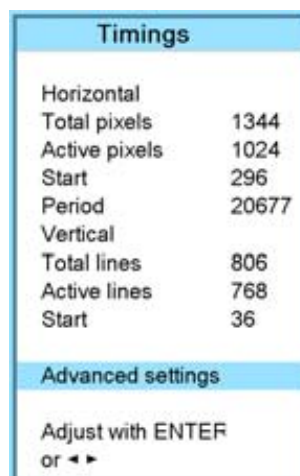 Timings
Horizontal
Total pixels 1344
Active pixels 1024
Start 296
Period 20677
Vertical
Total lines 806
Active lines 768
Start 36
Advanced settings
Adjust with ENTER
or ◄ ►